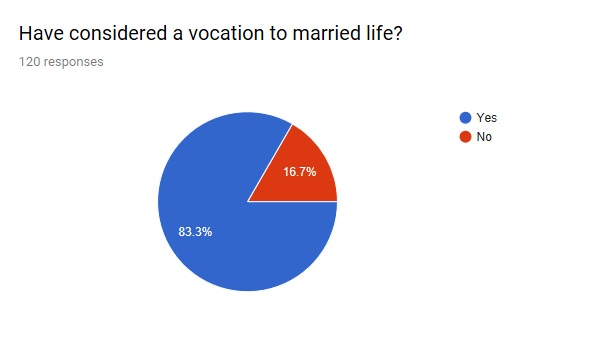 Have considered a vocation to married life?
120 responses
Yes
No
16.7%
83.3%